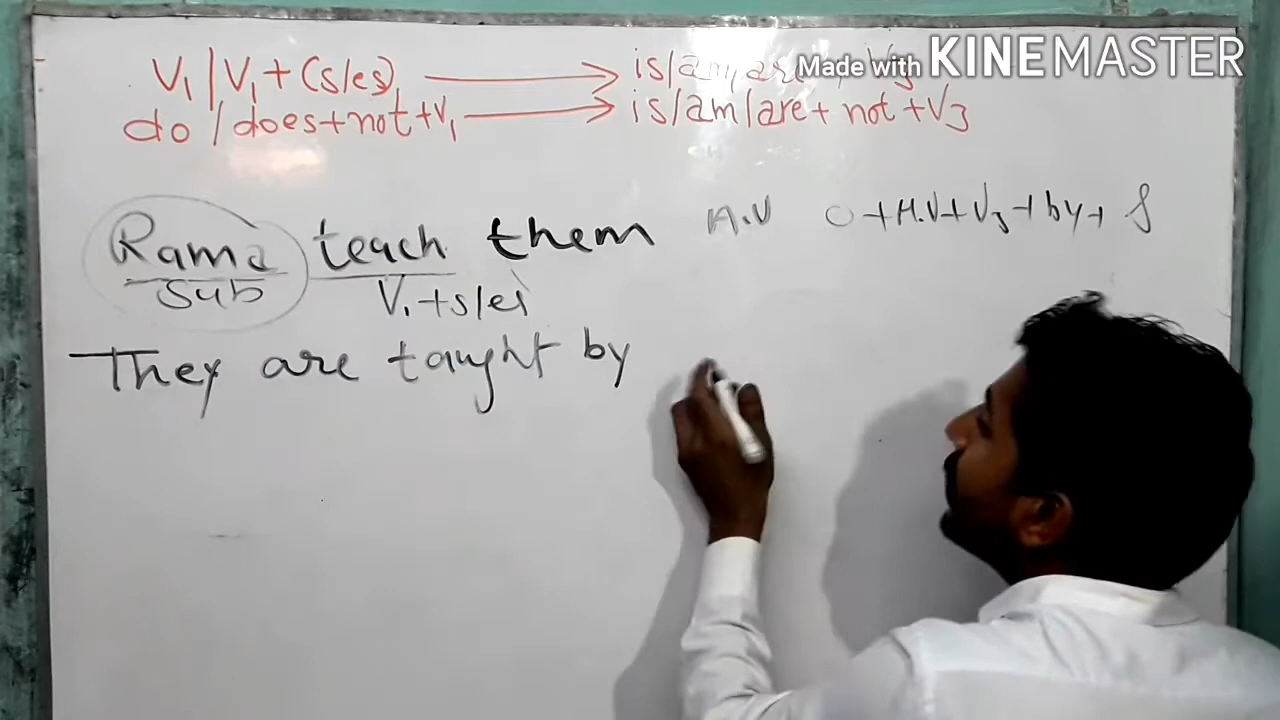 Made with KINEMASTER
V1 | V1 + (s/es) → is/am/are + V3
do / does + not + V1 → is/am/are + not + V3
Rama teach them A.V O + H.V + V3 + by + S
Sub V1 + s/es
They are taught by